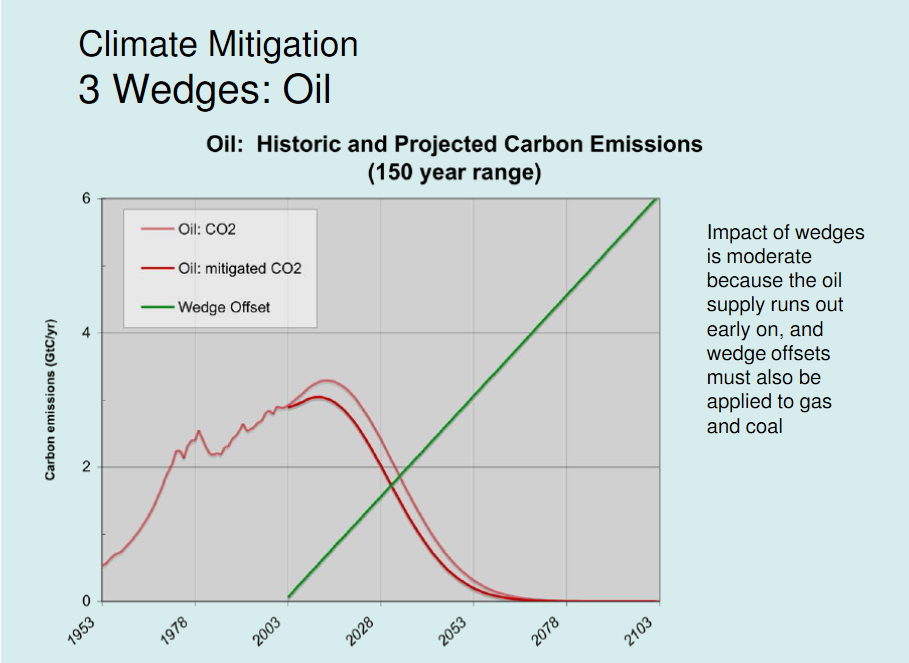 Climate Mitigation
3 Wedges: Oil
Oil:  Historic and Projected Carbon Emissions
(150 year range)
6
4
2
0
Carbon emissions (GtC/yr)
Oil: CO2
Oil: mitigated CO2
Wedge Offset
1953
1978
2003
2028
2053
2078
2103
Impact of wedges
is moderate
because the oil
supply runs out
early on, and
wedge offsets
must also be
applied to gas
and coal